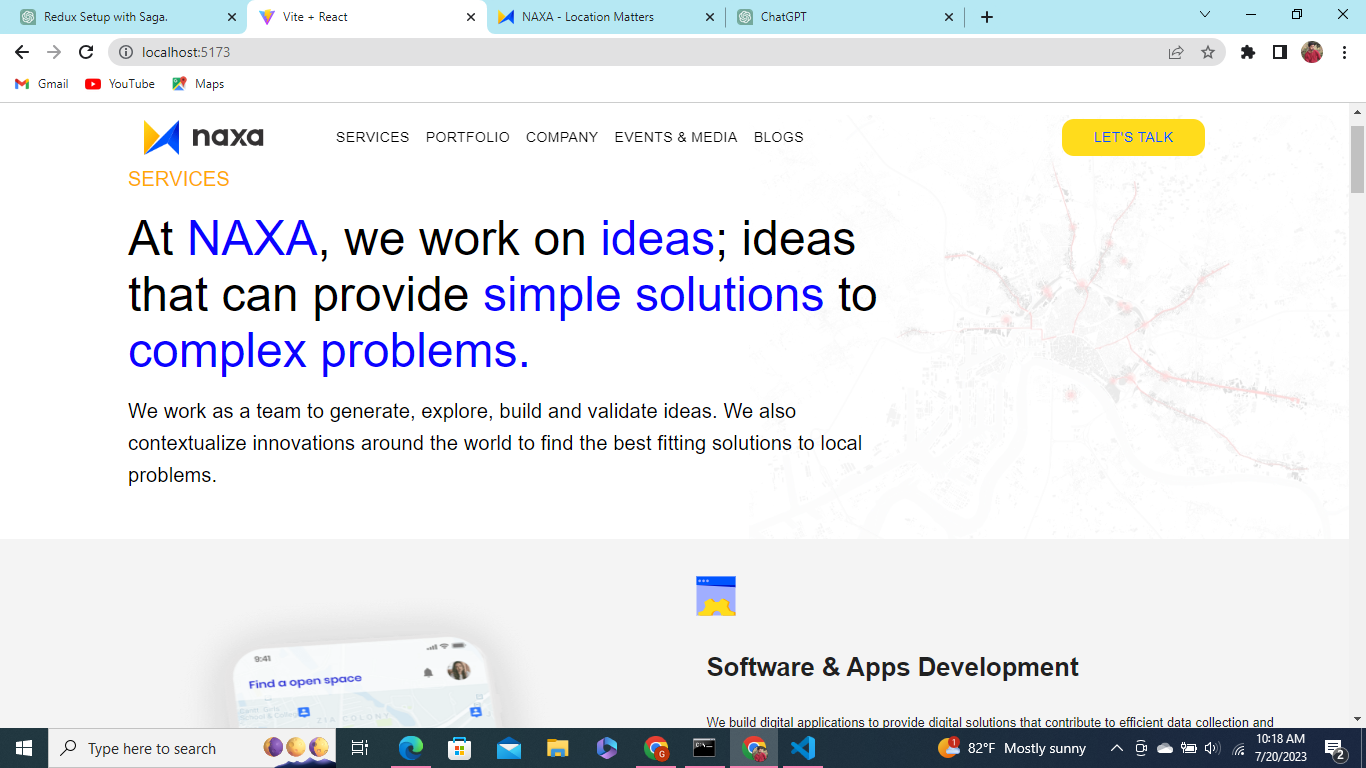 Redux Setup with Saga.
Vite + React
NAXA - Location Matters
ChatGPT
localhost:5173
Gmail
YouTube
Maps
naxa
SERVICES
PORTFOLIO
COMPANY
EVENTS & MEDIA
BLOGS
LET'S TALK
SERVICES
At NAXA, we work on ideas; ideas
that can provide simple solutions to
complex problems.
We work as a team to generate, explore, build and validate ideas. We also
contextualize innovations around the world to find the best fitting solutions to local
problems.
9:41
Find a open space
School & Colleg
ZIA COLONY
Software & Apps Development
We build digital applications to provide digital solutions that contribute to efficient data collection and
Type here to search
G
1
82°F Mostly sunny
10:18 AM
7/20/2023
2